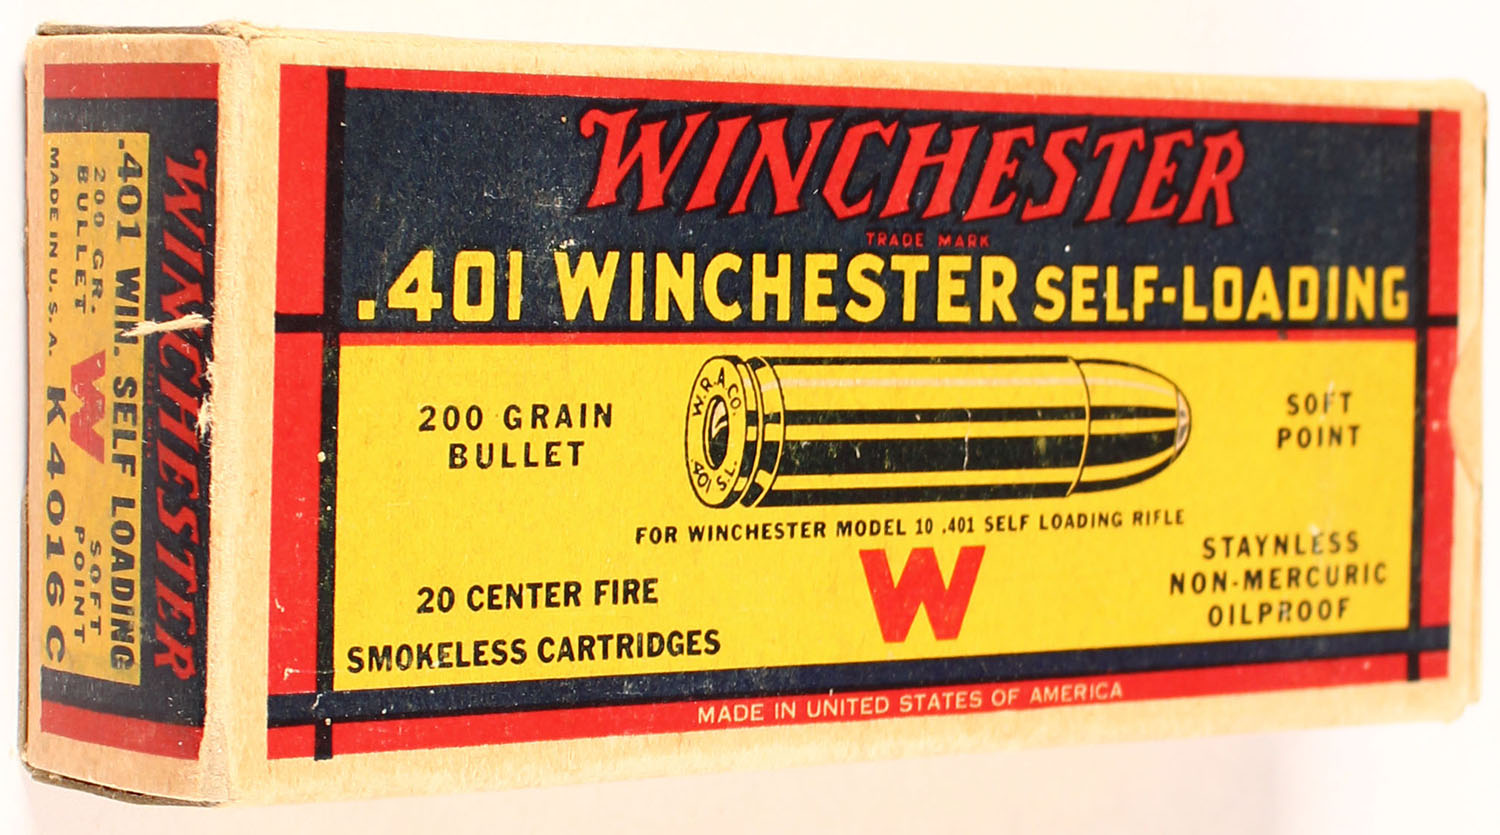 WINCHESTER
TRADE MARK
.401 WINCHESTER SELF-LOADING
200 GRAIN
BULLET
W.R.A.CO.
.401 S.L.
SOFT
POINT
FOR WINCHESTER MODEL 10 .401 SELF LOADING RIFLE
W
20 CENTER FIRE
SMOKELESS CARTRIDGES
STAYNLESS
NON-MERCURIC
OILPROOF
MADE IN UNITED STATES OF AMERICA
WINCHESTER
.401 WIN. SELF LOADING
200 GR.
BULLET
W
SOFT
POINT
MADE IN U.S.A.
K4016C